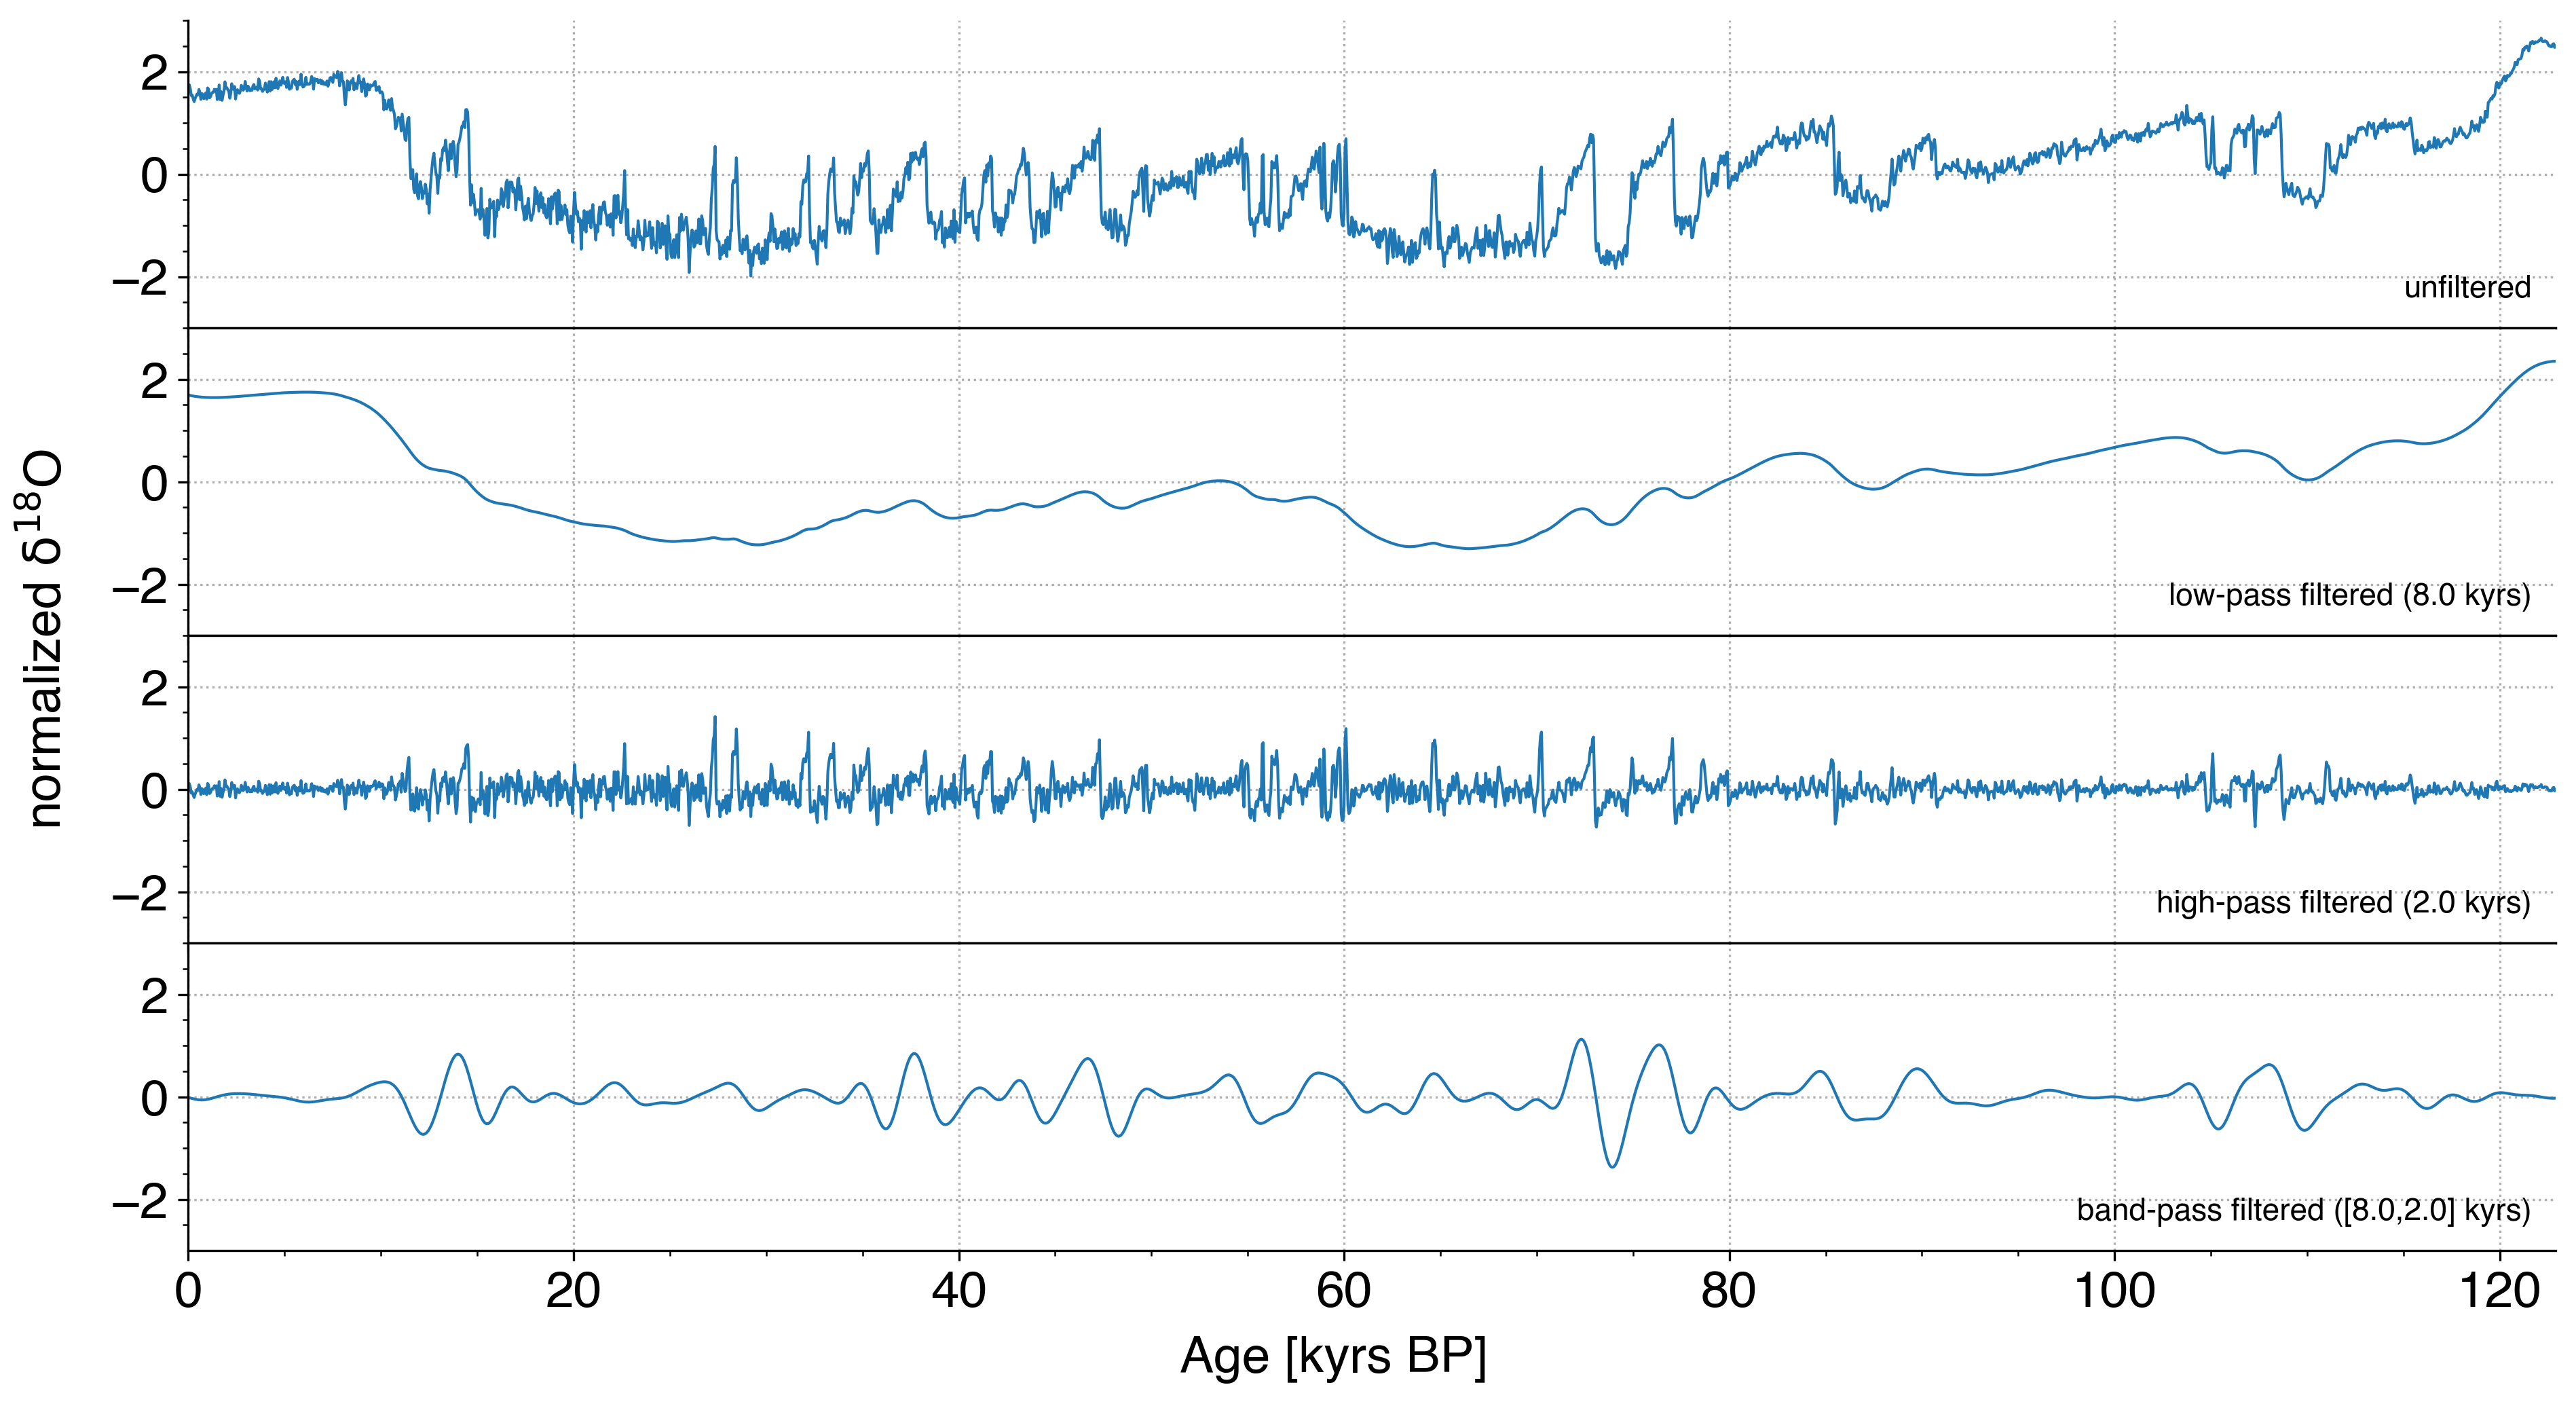 normalized δ¹⁸O
2
0
−2
unfiltered
2
0
−2
low-pass filtered (8.0 kyrs)
2
0
−2
high-pass filtered (2.0 kyrs)
2
0
−2
band-pass filtered ([8.0,2.0] kyrs)
0 20 40 60 80 100 120
Age [kyrs BP]